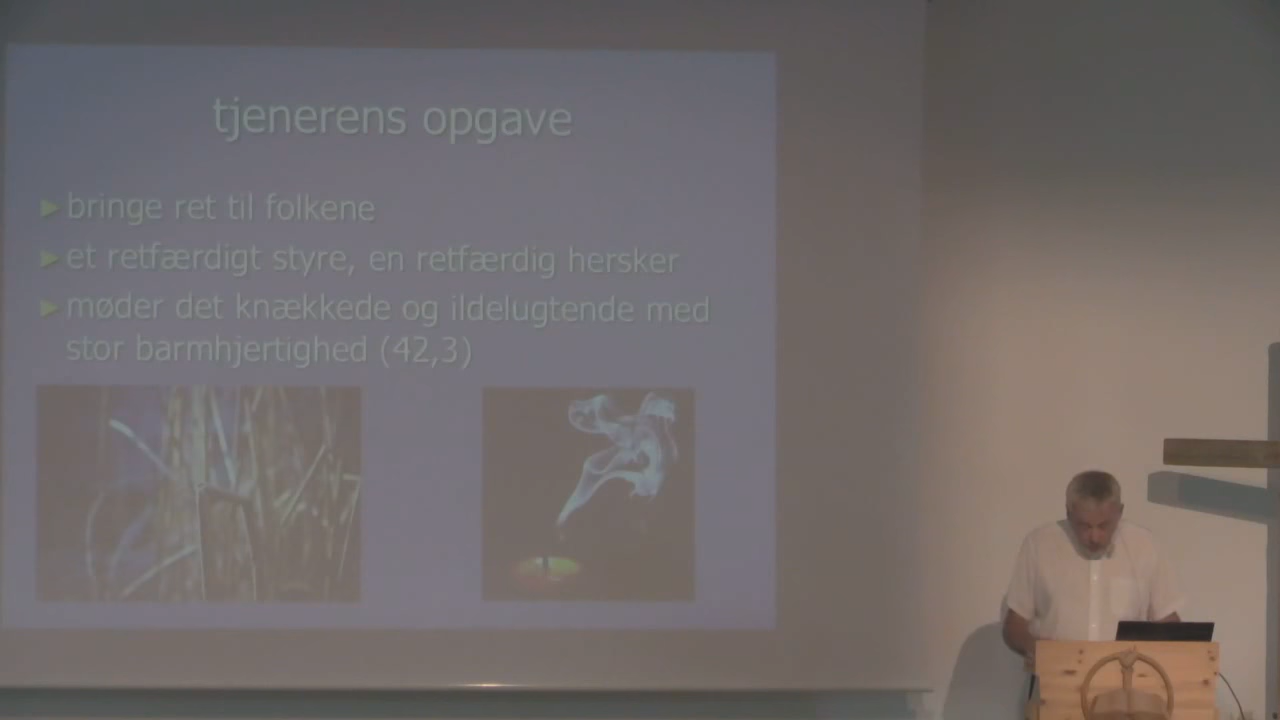 tjenerens opgave
►bringe ret til folkene
►et retfærdigt styre, en retfærdig hersker
►møder det knækkede og ildelugtende med
stor barmhjertighed (42,3)